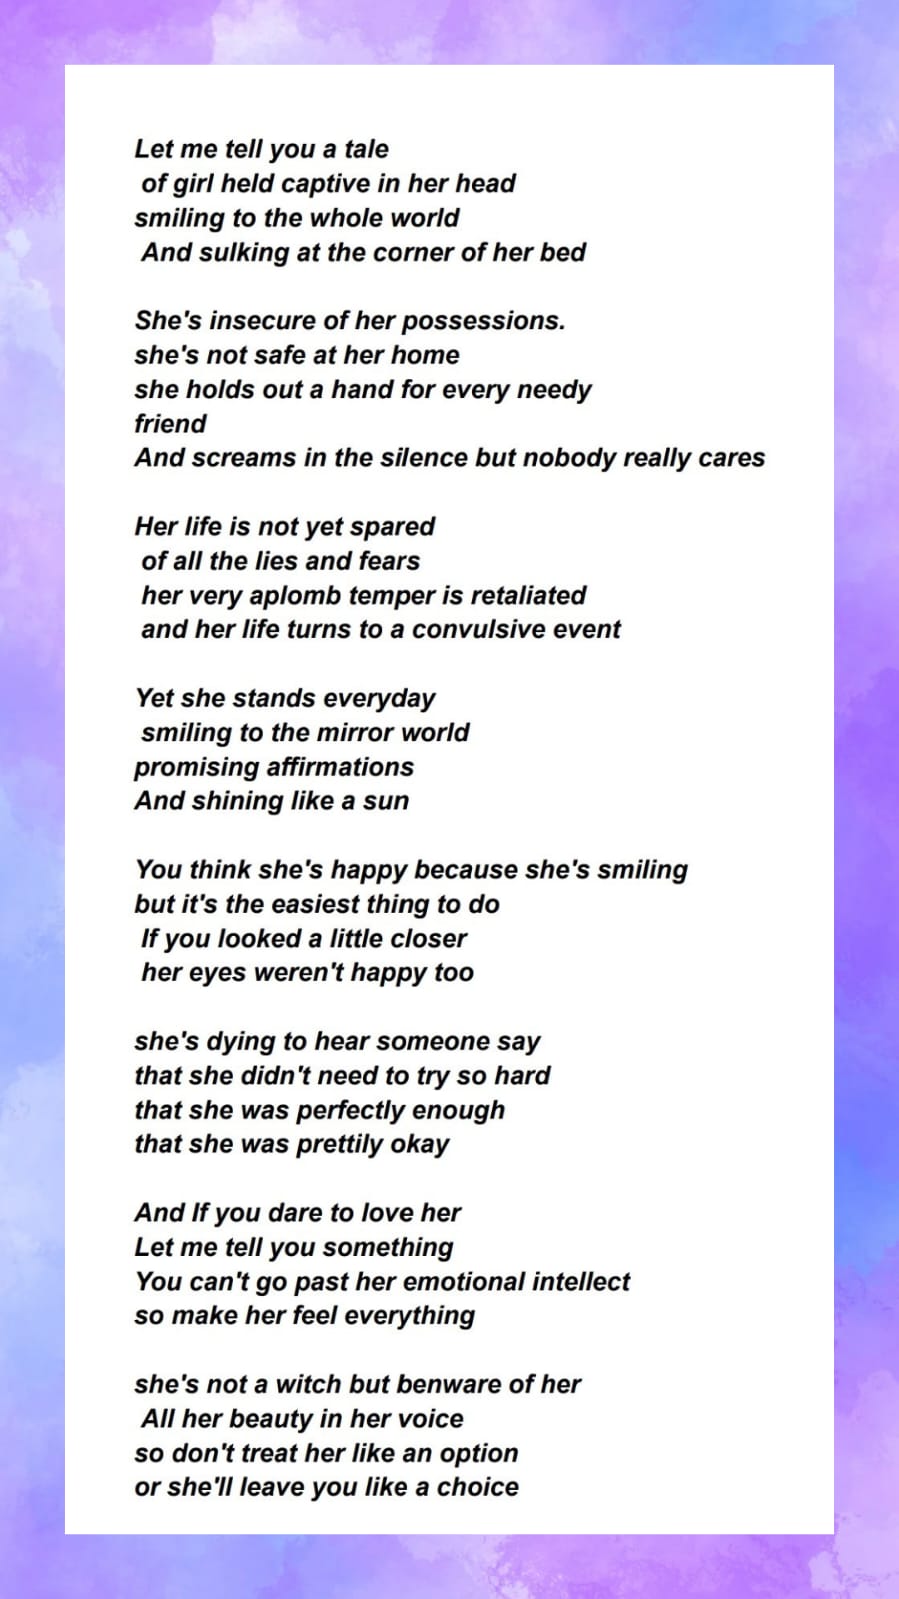 Let me tell you a tale
of girl held captive in her head
smiling to the whole world
And sulking at the corner of her bed

She's insecure of her possessions.
she's not safe at her home
she holds out a hand for every needy
friend
And screams in the silence but nobody really cares

Her life is not yet spared
of all the lies and fears
her very aplomb temper is retaliated
and her life turns to a convulsive event

Yet she stands everyday
smiling to the mirror world
promising affirmations
And shining like a sun

You think she's happy because she's smiling
but it's the easiest thing to do
If you looked a little closer
her eyes weren't happy too

she's dying to hear someone say
that she didn't need to try so hard
that she was perfectly enough
that she was prettily okay

And If you dare to love her
Let me tell you something
You can't go past her emotional intellect
so make her feel everything

she's not a witch but benware of her
All her beauty in her voice
so don't treat her like an option
or she'll leave you like a choice